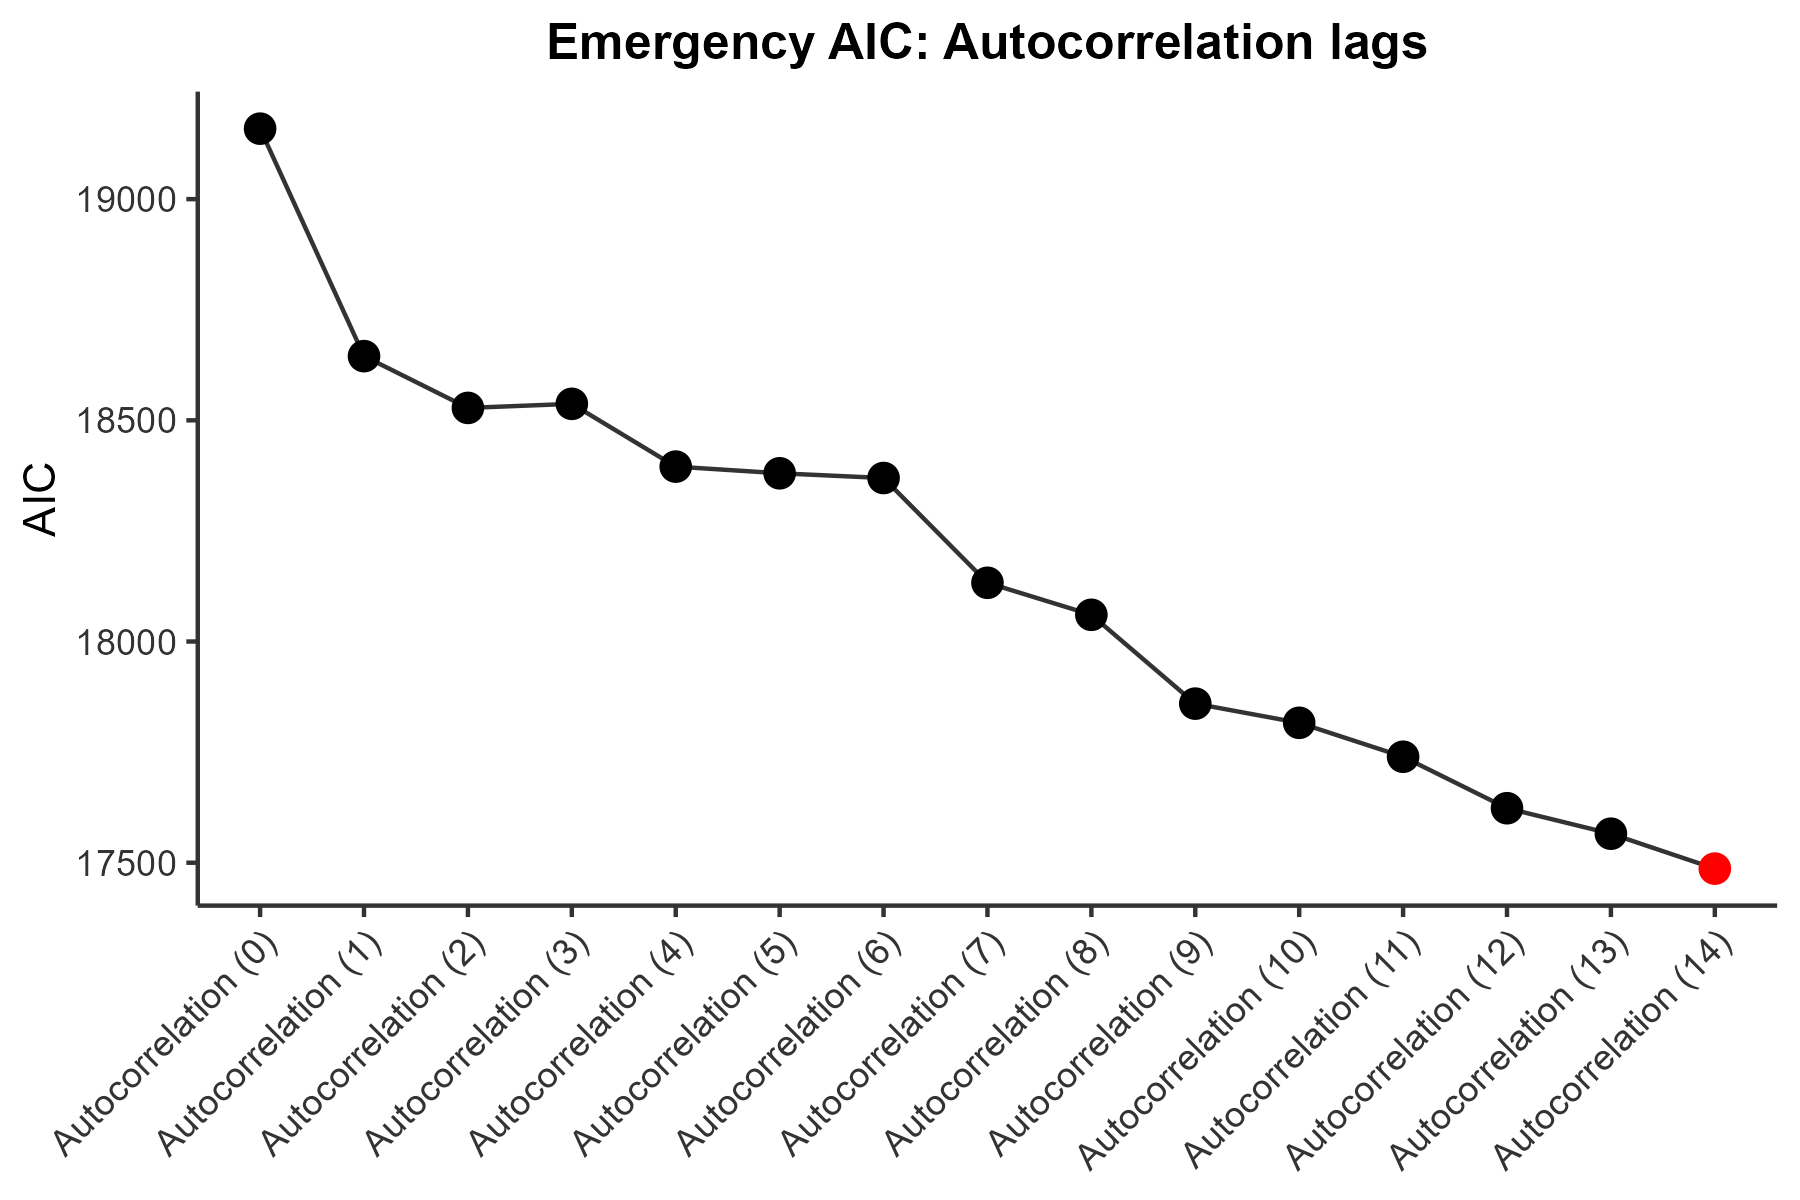 Emergency AIC: Autocorrelation lags
AIC
19000
18500
18000
17500
Autocorrelation (0)
Autocorrelation (1)
Autocorrelation (2)
Autocorrelation (3)
Autocorrelation (4)
Autocorrelation (5)
Autocorrelation (6)
Autocorrelation (7)
Autocorrelation (8)
Autocorrelation (9)
Autocorrelation (10)
Autocorrelation (11)
Autocorrelation (12)
Autocorrelation (13)
Autocorrelation (14)